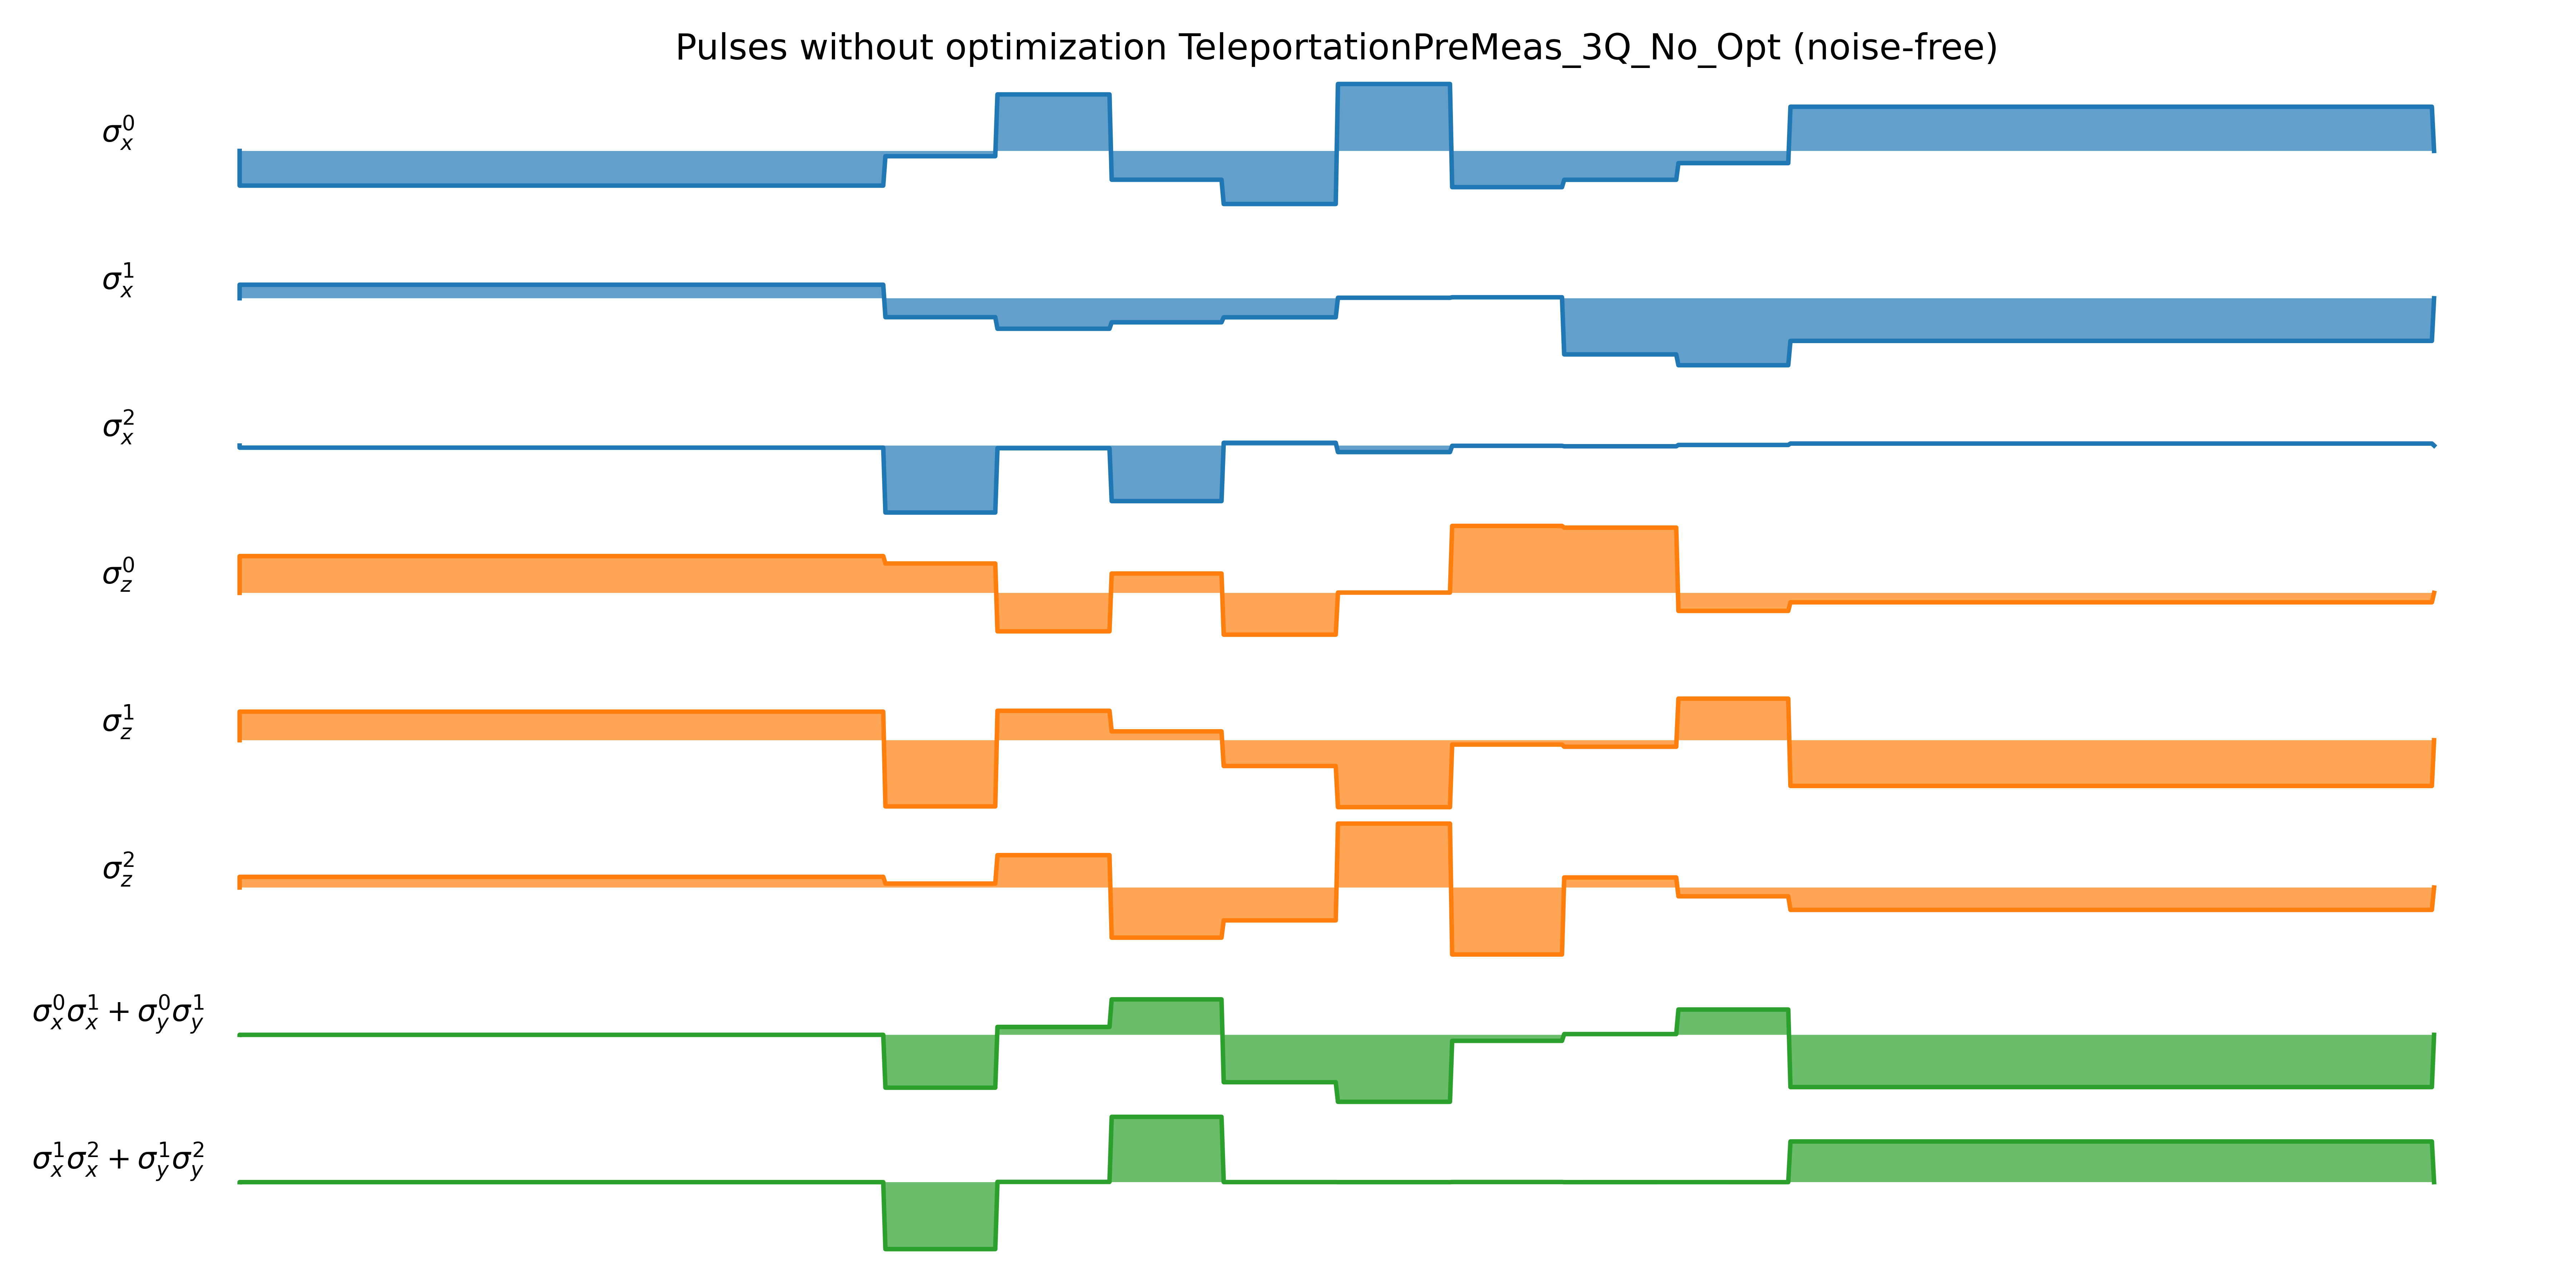 Pulses without optimization TeleportationPreMeas_3Q_No_Opt (noise-free)
σ_x^0
σ_x^1
σ_x^2
σ_z^0
σ_z^1
σ_z^2
σ_x^0σ_x^1 + σ_y^0σ_y^1
σ_x^1σ_x^2 + σ_y^1σ_y^2